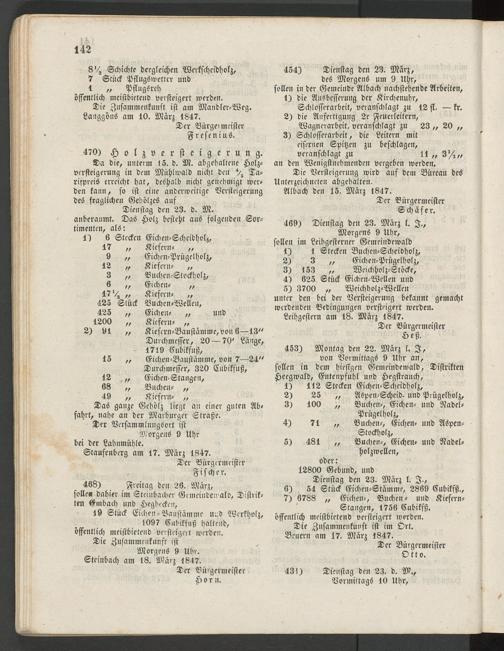 142
8½ Schichte dergleichen Werkscheidholz,
7 Stück Pflugswetter und
1 „ Pflugsreh
öffentlich meistbietend versteigert werden.
Die Zusammenkunft ist am Mandler-Weg.
Langgöns am 10. März 1847.
Der Bürgermeister
Fresenius.
470) Holzversteigerung.
Da die, unterm 15. d. M. abgehaltene Holz-
versteigerung in dem Mühlwald nicht den Ta-
rifpreis erreicht hat, deshalb nicht genehmigt wer-
den kann, so ist eine anderweitige Versteigerung
des fraglichen Gehölzes auf
Dienstag den 23. d. M.
anberaumt. Das Holz besteht aus folgenden Sor-
timenten, als:
1) 6 Stecken Eichen-Scheidholz,
17 „ Kiefern- „
9 „ Eichen-Prügelholz,
12 „ Kiefern- „
3 „ Buchen-Stockholz,
6 „ Eichen- „
17½ „ Kiefern- „
425 Stück Buchen-Wellen,
425 „ Eichen- „ und
1200 „ Kiefern- „
2) 91 „ Kiefern-Baustämme, von 6—13"
Durchmesser, 20—70' Länge,
1719 Cubikfuß,
15 „ Eichen-Baustämme, von 7—24"
Durchmesser, 320 Cubikfuß,
12 „ Eichen-Stangen,
68 „ Buchen- „
49 „ Kiefern- „
Das ganze Gehölz liegt an einer guten Ab-
fahrt, nahe an der Marburger Straße.
Der Versammlungsort ist
Morgens 9 Uhr
bei der Lahnmühle.
Staufenberg am 17. März 1847.
Der Bürgermeister
Fischer.
468) Freitag den 26. März,
sollen dahier im Steinbacher Gemeindewald, Distrik-
ten Embach und Heghecken,
19 Stück Eichen-Baustämme und Werkholz,
1097 Cubikfuß haltend,
öffentlich meistbietend versteigert werden.
Die Zusammenkunft ist
Morgens 9 Uhr.
Steinbach am 18. März 1847.
Der Bürgermeister
Horn.
454) Dienstag den 23. März,
des Morgens um 9 Uhr,
sollen in der Gemeinde Albach nachstehende Arbeiten,
1) die Ausbesserung der Kirchenuhr,
Schlosserarbeit, veranschlagt zu 12 fl. — kr.
2) die Anfertigung 2r Feuerleitern,
Wagnerarbeit, veranschlagt zu 23 „ 20 „
3) Schlosserarbeit, die Leitern mit
eisernen Spitzen zu beschlagen,
veranschlagt zu 11 „ 3½ „
an den Wenigstnehmenden vergeben werden.
Die Versteigerung wird auf dem Büreau des
Unterzeichneten abgehalten.
Albach den 15. März 1847.
Der Bürgermeister
Schäfer.
469) Dienstag den 23. März l. J.,
Morgens 9 Uhr,
sollen im Leihgesterner Gemeindewald
1) 1 Stecken Buchen-Scheidholz,
2) 3 „ Eichen-Prügelholz,
3) 153 „ Weichholz-Stöcke,
4) 625 Stück Eichen-Wellen und
5) 3700 „ Weichholz-Wellen
unter den bei der Versteigerung bekannt gemacht
werdenden Bedingungen versteigert werden.
Leihgestern am 18. März 1847.
Der Bürgermeister
Heß.
453) Montag den 22. März l. J.,
von Vormittags 9 Uhr an,
sollen in dem hiesigen Gemeindewald, Distrikten
Heegwald, Entenpfuhl und Hegstrauch,
1) 112 Stecken Eichen-Scheidholz,
2) 25 „ Aspen-Scheid- und Prügelholz,
3) 100 „ Buchen-, Eichen- und Nadel-
Prügelholz,
4) 71 „ Buchen-, Eichen- und Aspen-
Stockholz,
5) 481 „ Buchen-, Eichen- und Nadel-
holzwellen,
oder:
12800 Gebund, und
Dienstag den 23. März l. J.,
6) 54 Stück Eichen-Stämme, 2869 Cubikfß.,
7) 6788 „ Eichen-, Buchen- und Kiefern-
Stangen, 1756 Cubikfß.
öffentlich meistbietend versteigert werden.
Die Zusammenkunft ist im Ort.
Beuern am 17. März 1847.
Der Bürgermeister
Otto.
431) Dienstag den 23. d. M.,
Vormittags 10 Uhr,